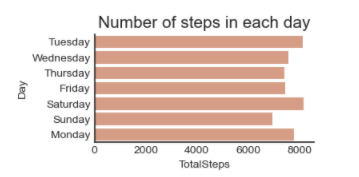 Number of steps in each day
Tuesday
Wednesday
Thursday
Friday
Saturday
Sunday
Monday
Day
0 2000 4000 6000 8000
TotalSteps